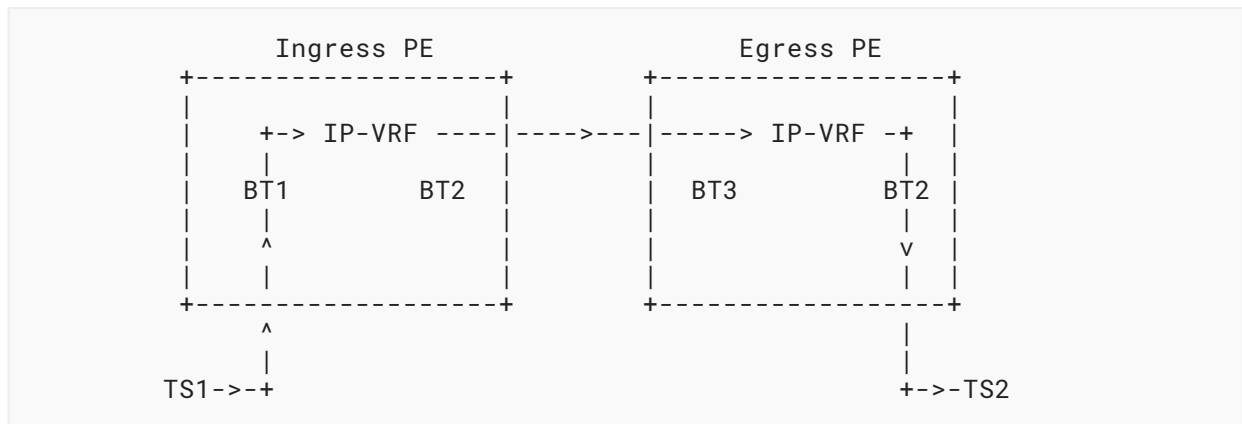 Ingress PE                   Egress PE
          +-------------------+        +------------------+
          |                   |        |                  |
          |    +-> IP-VRF ----|---->---|-----> IP-VRF -+  |
          |    |              |        |               |  |
          |   BT1        BT2  |        |  BT3         BT2 |
          |    |              |        |               |  |
          |    ^              |        |               v  |
          |    |              |        |               |  |
          +-------------------+        +------------------+
               ^                                       |
               |                                       |
         TS1->-+                                       +->-TS2